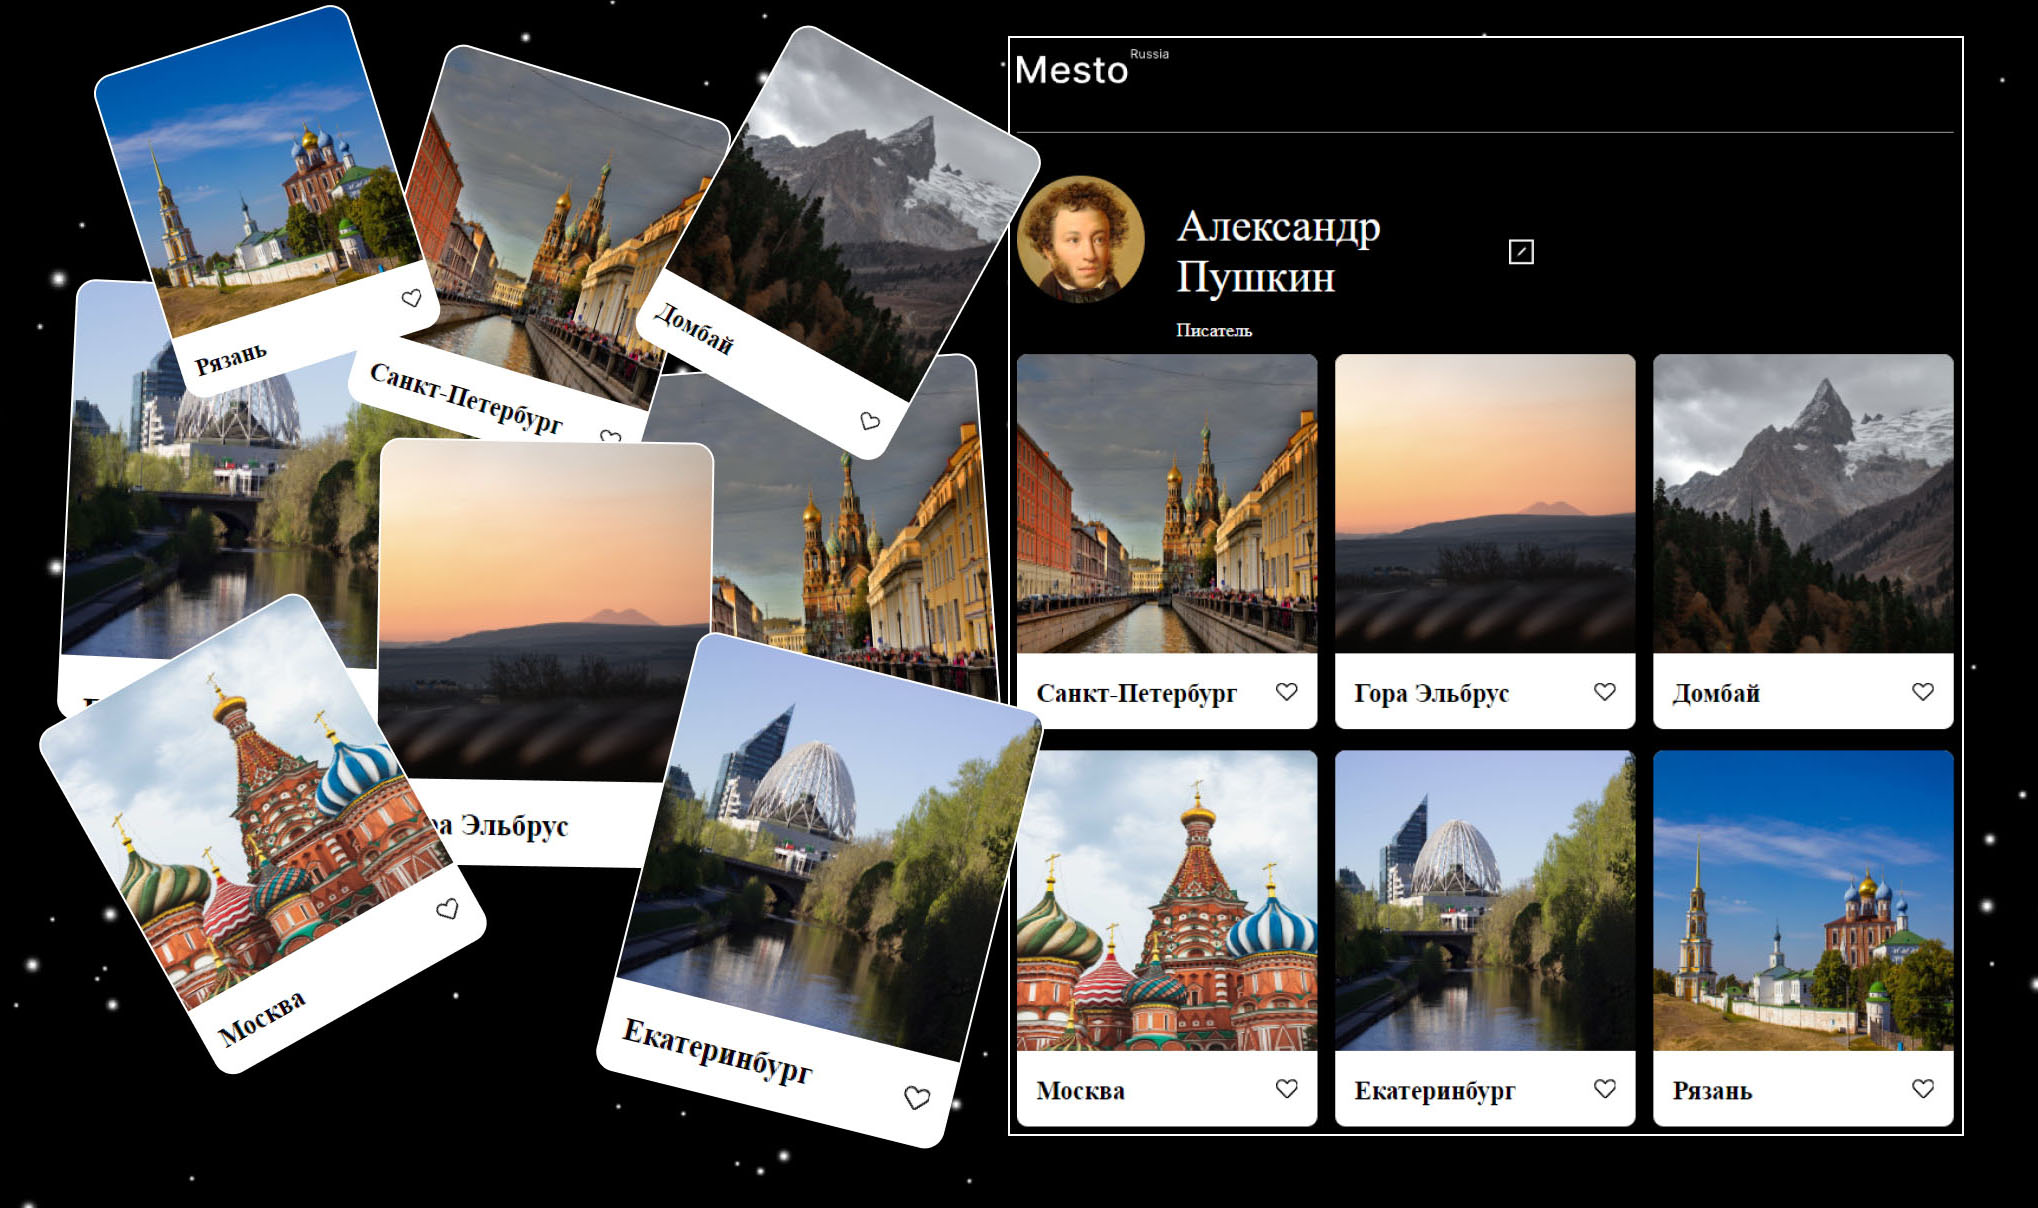 Рязань
Санкт-Петербург
Домбай
ра Эльбрус
Москва
Екатеринбург
Mesto Russia
Александр
Пушкин
Писатель
Санкт-Петербург
Гора Эльбрус
Домбай
Москва
Екатеринбург
Рязань